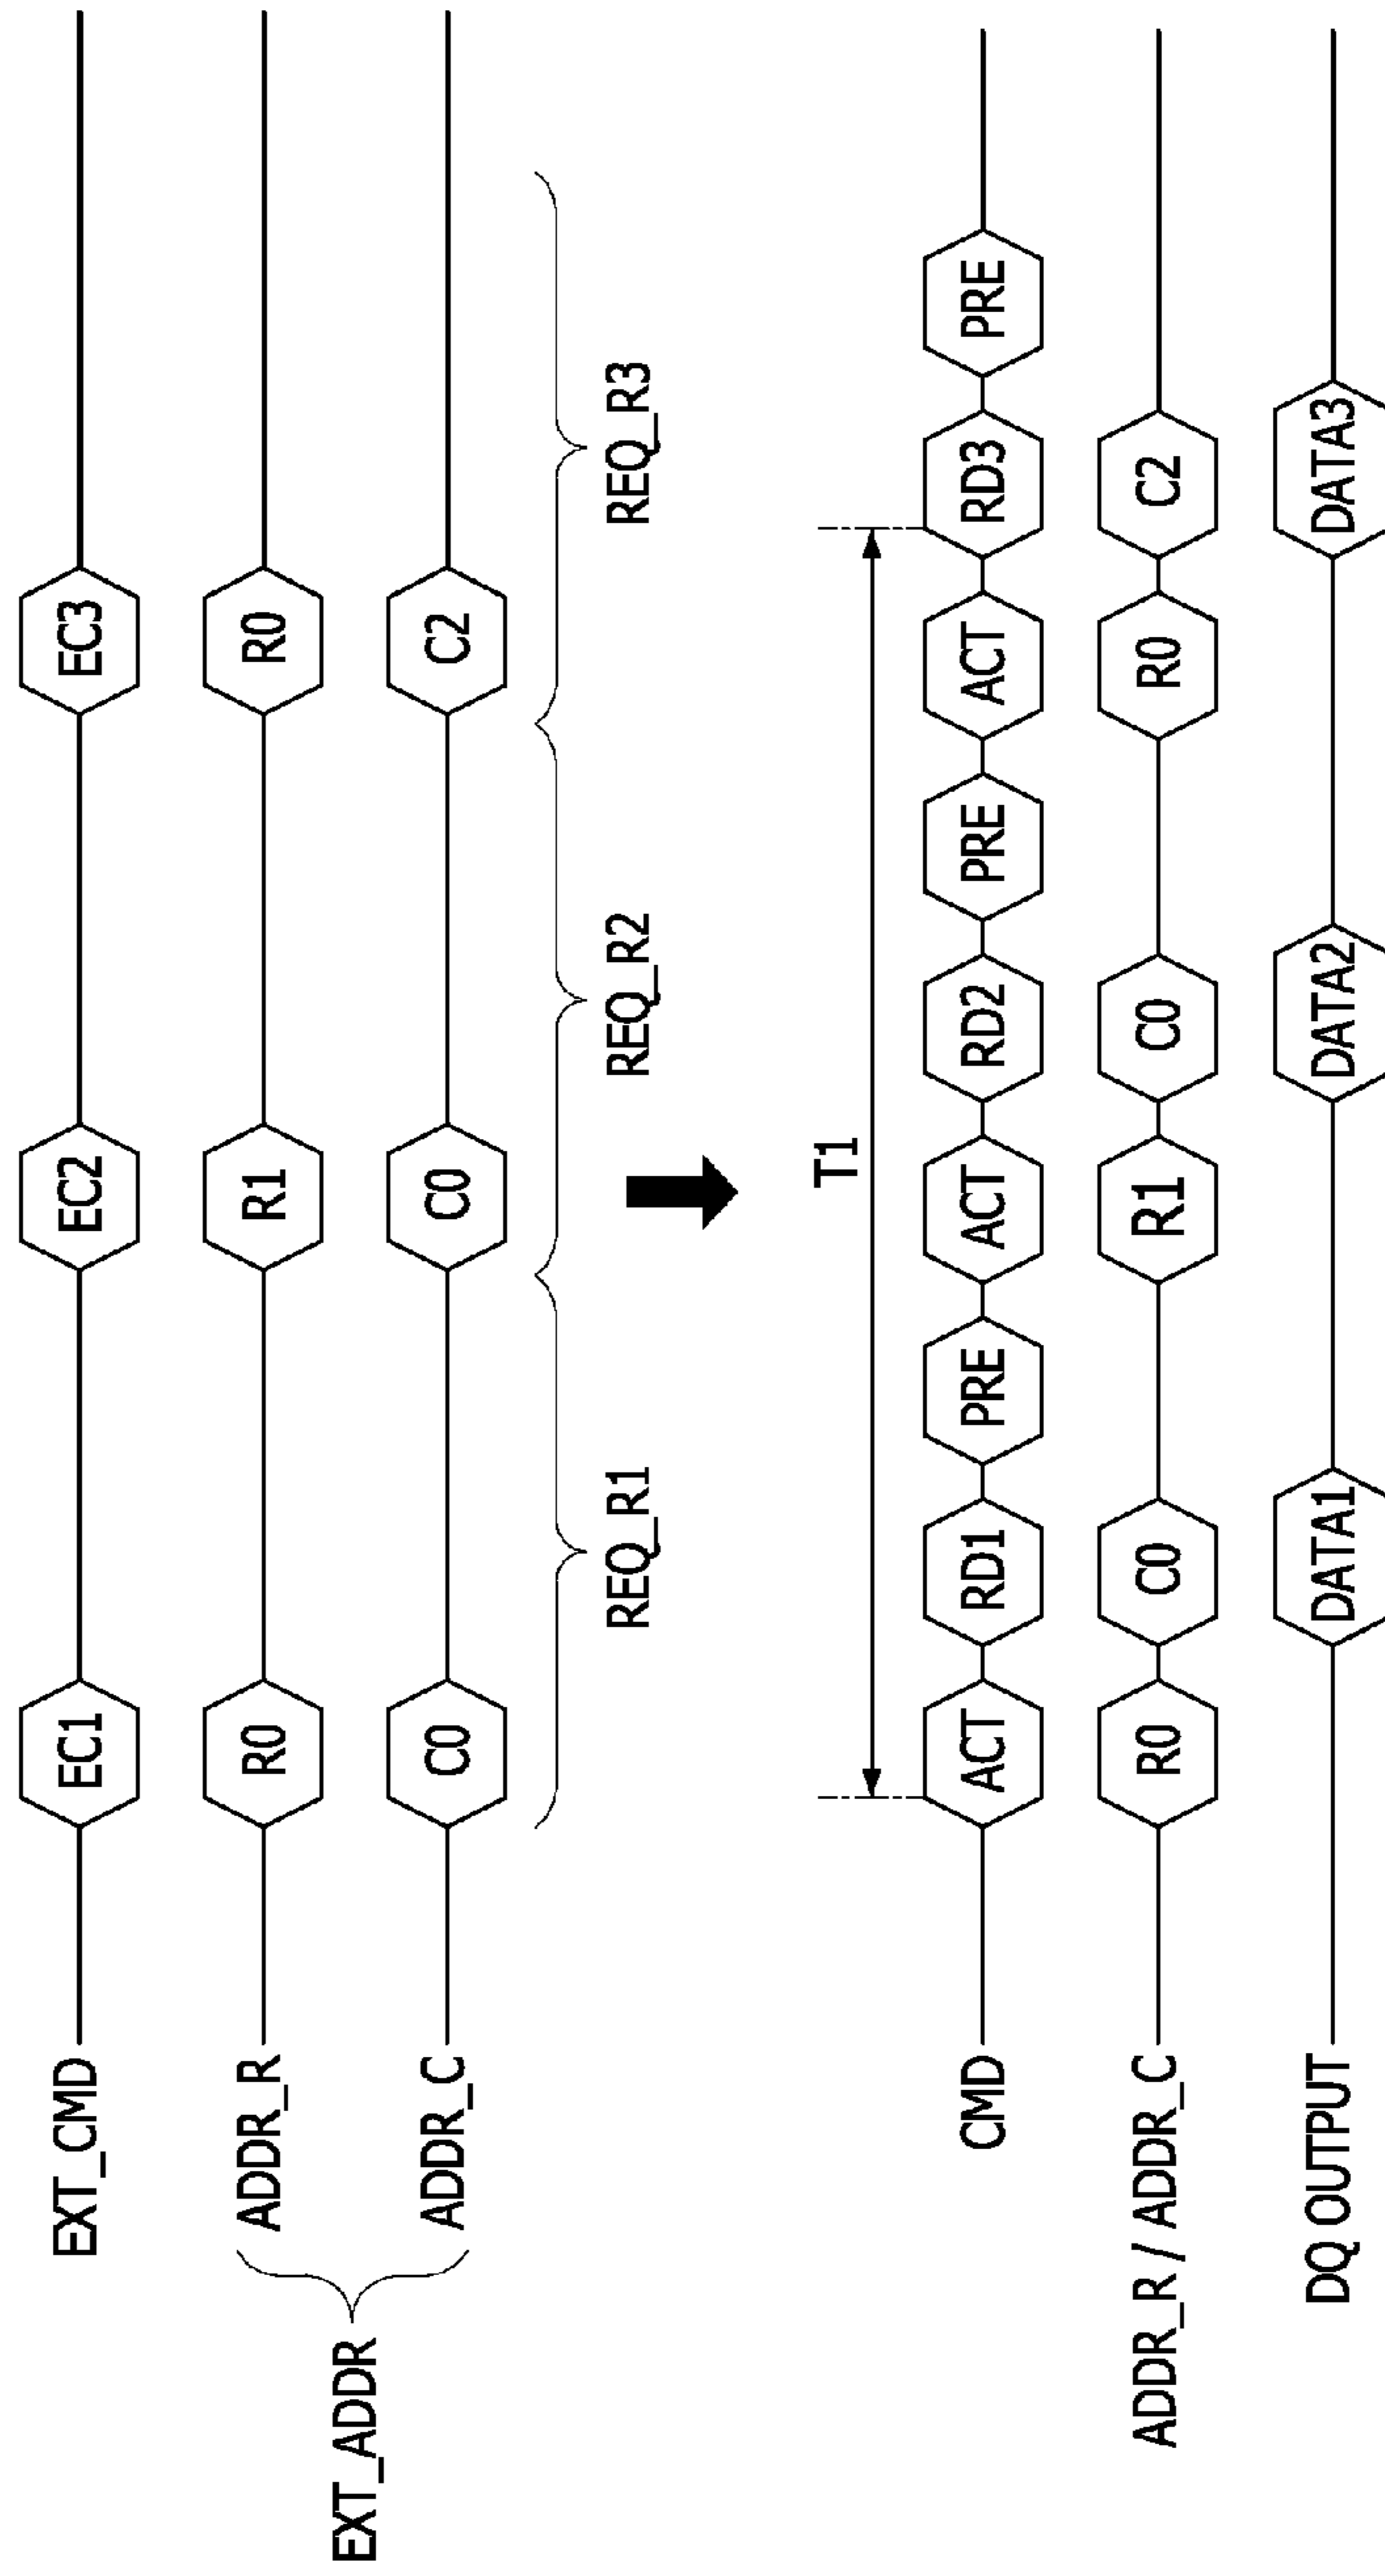 EXT_CMD EC1 EC2 EC3
EXT_ADDR
ADDR_R R0 R1 R0
ADDR_C C0 C0 C2
REQ_R1 REQ_R2 REQ_R3
T1
CMD ACT RD1 PRE ACT RD2 PRE ACT RD3 PRE
ADDR_R / ADDR_C R0 C0 R1 C0 R0 C2
DQ OUTPUT DATA1 DATA2 DATA3